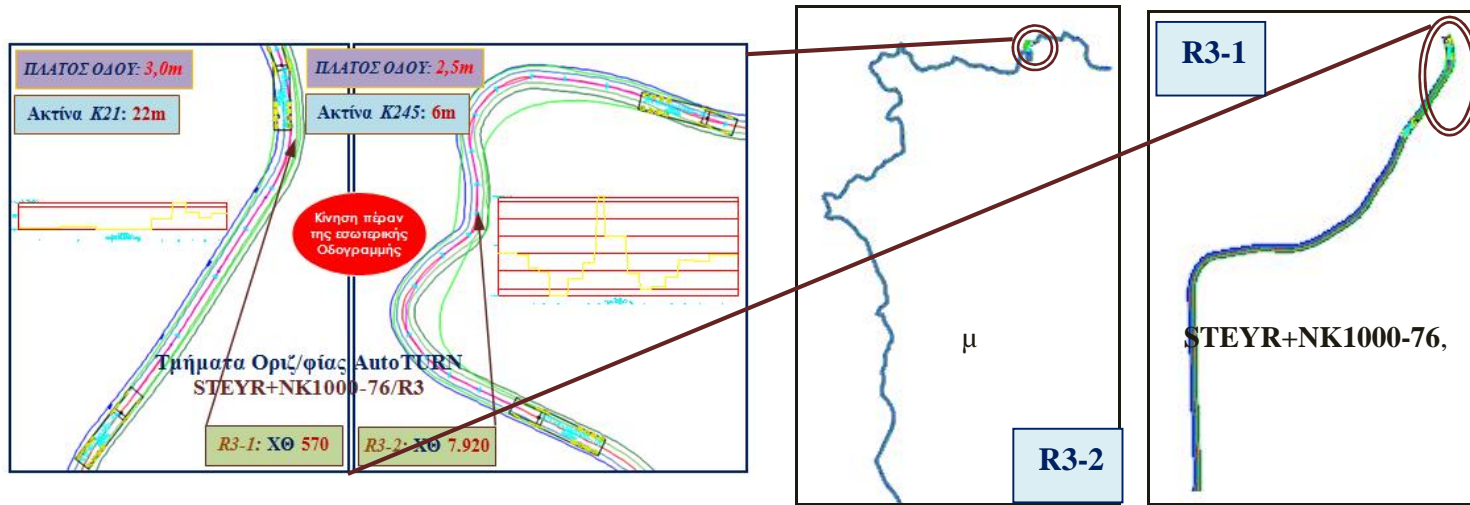 ΠΛΑΤΟΣ ΟΔΟΥ: 3,0m
Ακτίνα K21: 22m
ΠΛΑΤΟΣ ΟΔΟΥ: 2,5m
Ακτίνα K245: 6m
Κίνηση πέραν
της εσωτερικής
Οδογραμμής
Τμήματα Οριζ/φίας AutoTURN
STEYR+NK1000-76/R3
R3-1: ΧΘ 570
R3-2: ΧΘ 7.920
μ
R3-2
R3-1
STEYR+NK1000-76,